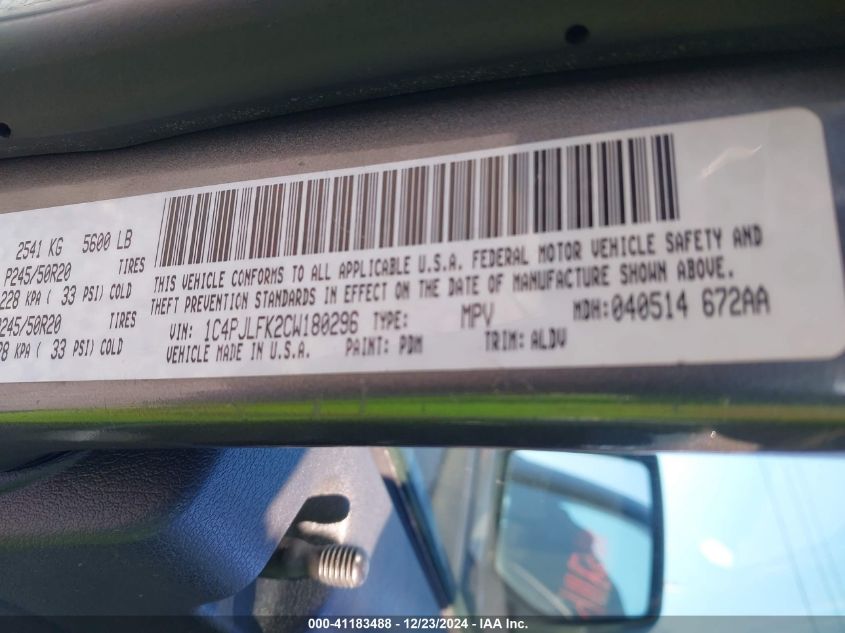 2541 KG 5600 LB
P245/50R20 TIRES
228 KPA ( 33 PSI) COLD
245/50R20 TIRES
KPA ( 33 PSI) COLD
THIS VEHICLE CONFORMS TO ALL APPLICABLE U.S.A. FEDERAL MOTOR VEHICLE SAFETY AND
THEFT PREVENTION STANDARDS IN EFFECT ON THE DATE OF MANUFACTURE SHOWN ABOVE.
VIN: 1C4PJLFK2CW180296 TYPE: MPV MDH:040514 672AA
VEHICLE MADE IN U.S.A. PAINT: PDM TRIM: ALDV
000-41183488 - 12/23/2024 - IAA Inc.